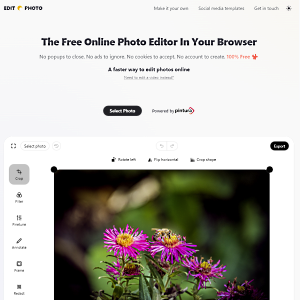 EDIT PHOTO
Make it your own
Social media templates
Get in touch
The Free Online Photo Editor In Your Browser
No popups to close. No ads to ignore. No cookies to accept. No account to create. 100% Free
A faster way to edit photos online
Need to edit a video instead?
Select Photo
Powered by pintura
Select photo
Export
Rotate left
Flip horizontal
Crop shape
Crop
Filter
Finetune
Annotate
Frame
Redact